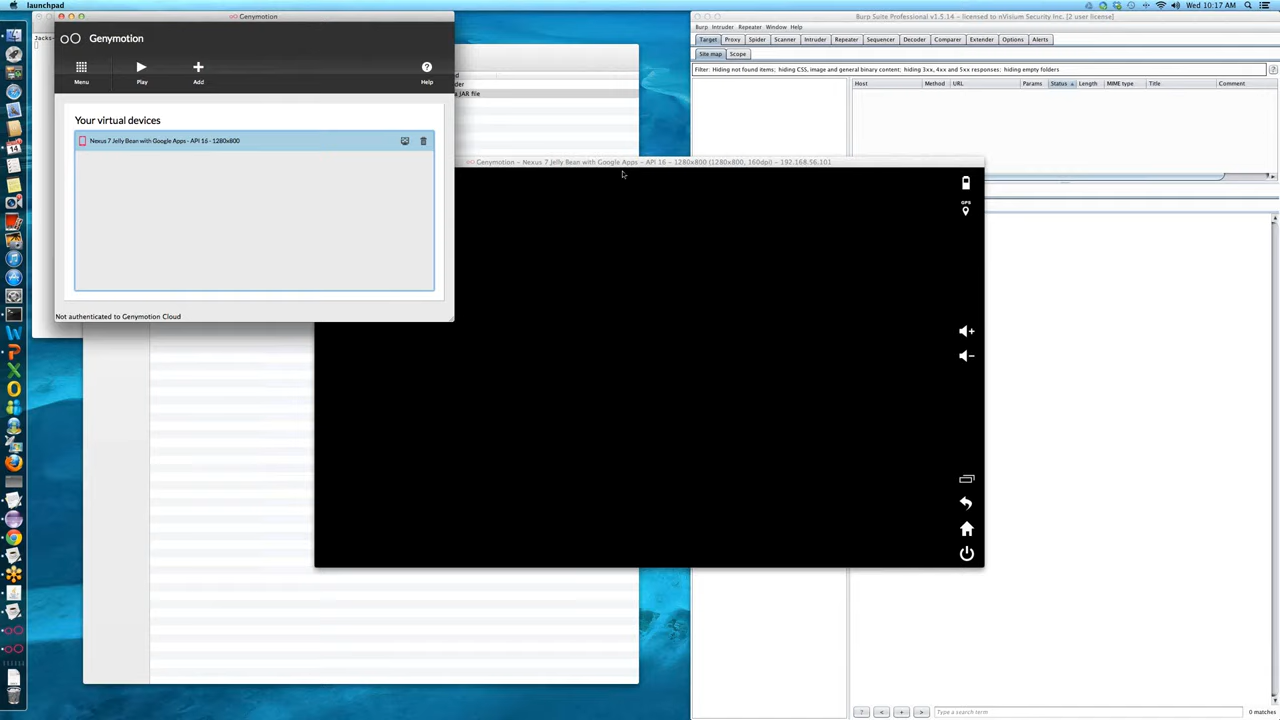 launchpad
Wed 10:17 AM
Genymotion
Genymotion
Menu
Play
Add
Help
Your virtual devices
Nexus 7 Jelly Bean with Google Apps - API 16 - 1280x800
Not authenticated to Genymotion Cloud
Jacks-
JAR file
Genymotion - Nexus 7 Jelly Bean with Google Apps - API 16 - 1280x800 (1280x800, 160dpi) - 192.168.56.101
GPS
Burp Suite Professional v1.5.14 - licensed to nVisium Security Inc. [2 user license]
Burp Intruder Repeater Window Help
Target Proxy Spider Scanner Intruder Repeater Sequencer Decoder Comparer Extender Options Alerts
Site map Scope
Filter: Hiding not found items; hiding CSS, image and general binary content; hiding 3xx, 4xx and 5xx responses; hiding empty folders
?
Host Method URL Params Status Length MIME type Title Comment
? < + > Type a search term 0 matches